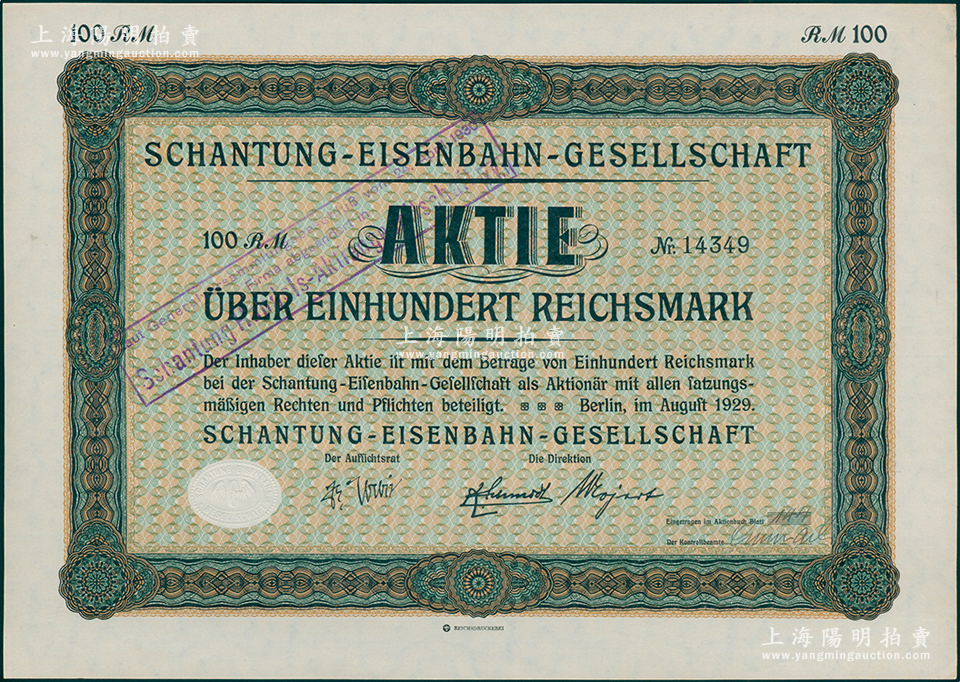 100 RM
RM 100
上海陽明拍賣
www.yangmingauction.com
SCHANTUNG-EISENBAHN-GESELLSCHAFT
AKTIE
100 RM
Nr. 14349
ÜBER EINHUNDERT REICHSMARK
上海陽明拍賣
www.yangmingauction.com
Der Inhaber dieſer Aktie iſt mit dem Betrage von Einhundert Reichsmark
bei der Schantung-Eiſenbahn-Geſellſchaft als Aktionär mit allen ſatzungs-
mäßigen Rechten und Pflichten beteiligt. Berlin, im Auguſt 1929.
SCHANTUNG-EISENBAHN-GESELLSCHAFT
Der Aufſichtsrat
Die Direktion
Eingetragen im Aktienbuch Blatt
Der Kontrollbeamte
REICHSDRUCKEREI
上海陽明拍賣
www.yangmingauction.com